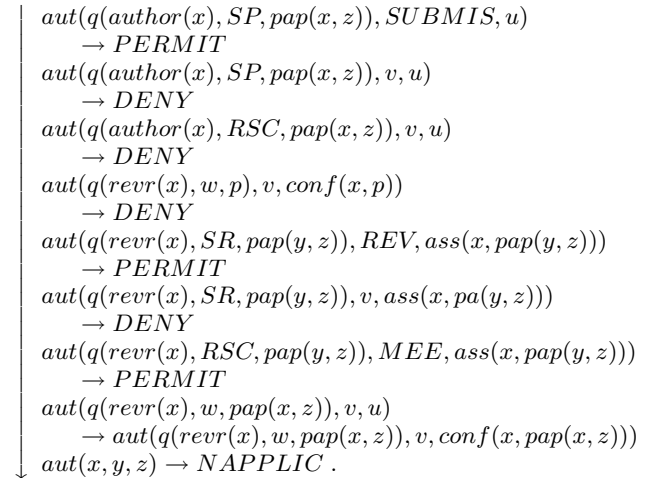 aut(q(author(x), SP, pap(x, z)), SUBMIS, u)
→ PERMIT
aut(q(author(x), SP, pap(x, z)), v, u)
→ DENY
aut(q(author(x), RSC, pap(x, z)), v, u)
→ DENY
aut(q(revr(x), w, p), v, conf(x, p))
→ DENY
aut(q(revr(x), SR, pap(y, z)), REV, ass(x, pap(y, z)))
→ PERMIT
aut(q(revr(x), SR, pap(y, z)), v, ass(x, pa(y, z)))
→ DENY
aut(q(revr(x), RSC, pap(y, z)), MEE, ass(x, pap(y, z)))
→ PERMIT
aut(q(revr(x), w, pap(x, z)), v, u)
→ aut(q(revr(x), w, pap(x, z)), v, conf(x, pap(x, z)))
aut(x, y, z) → NAPPLIC .